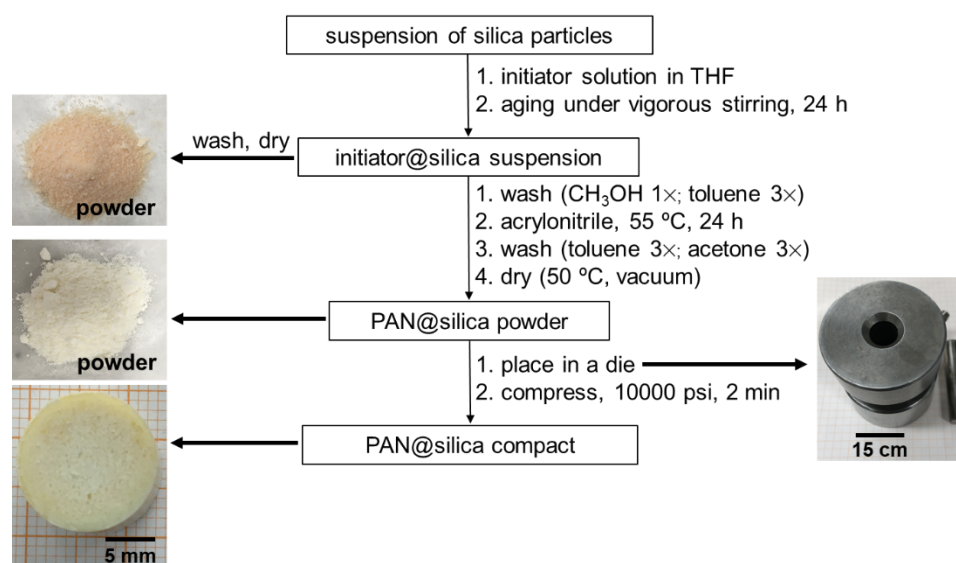 suspension of silica particles
1. initiator solution in THF
2. aging under vigorous stirring, 24 h
wash, dry
initiator@silica suspension
powder
1. wash (CH₃OH 1×; toluene 3×)
2. acrylonitrile, 55 ºC, 24 h
3. wash (toluene 3×; acetone 3×)
4. dry (50 ºC, vacuum)
PAN@silica powder
powder
1. place in a die
2. compress, 10000 psi, 2 min
PAN@silica compact
15 cm
5 mm